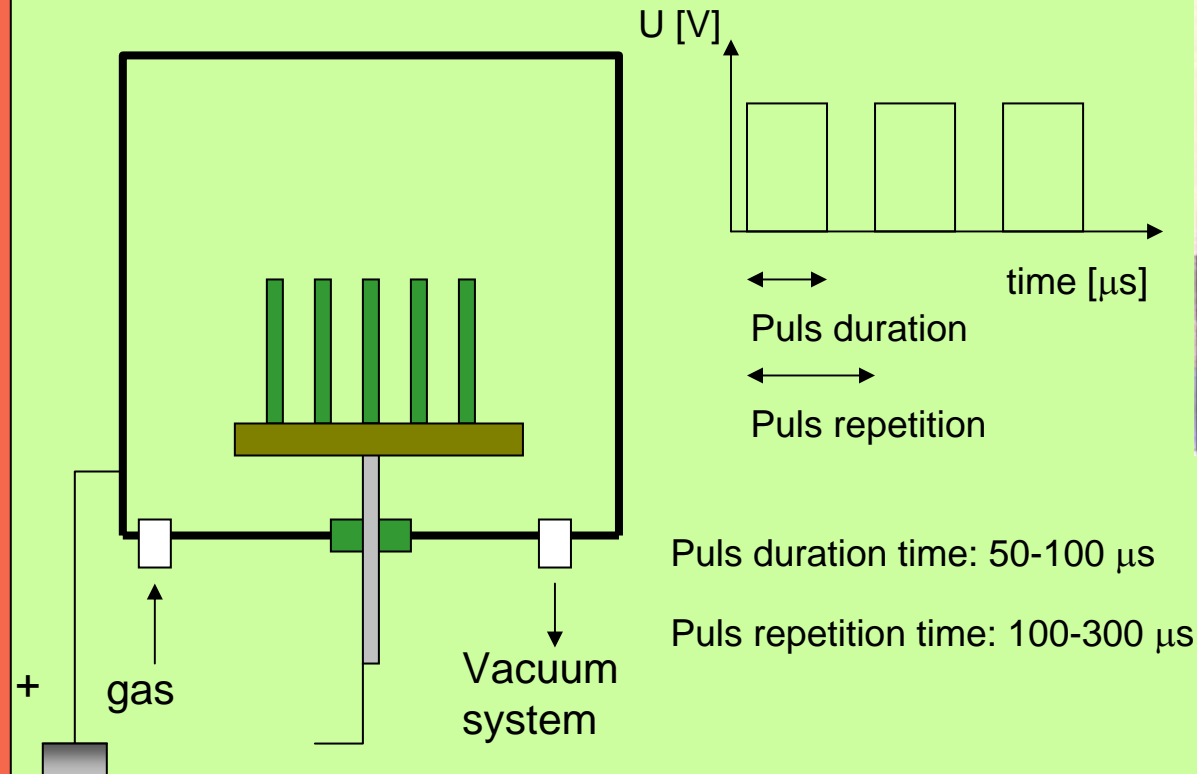 U [V]
time [μs]
Puls duration
Puls repetition
Puls duration time: 50-100 μs
Puls repetition time: 100-300 μs
+
gas
Vacuum
system